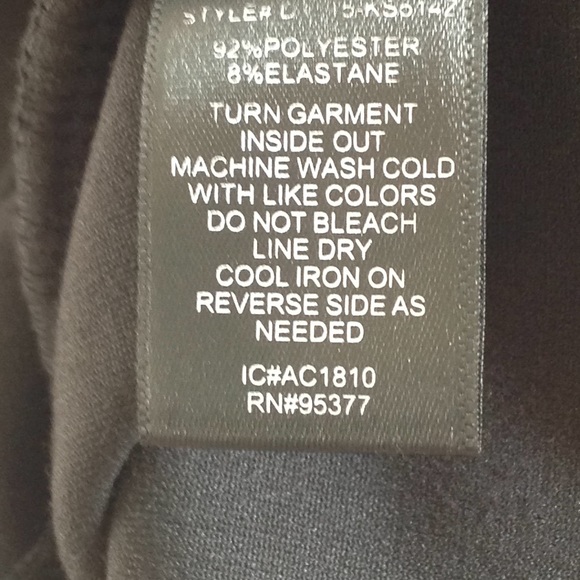 STYLE#
92%POLYESTER
8%ELASTANE
TURN GARMENT
INSIDE OUT
MACHINE WASH COLD
WITH LIKE COLORS
DO NOT BLEACH
LINE DRY
COOL IRON ON
REVERSE SIDE AS
NEEDED
IC#AC1810
RN#95377